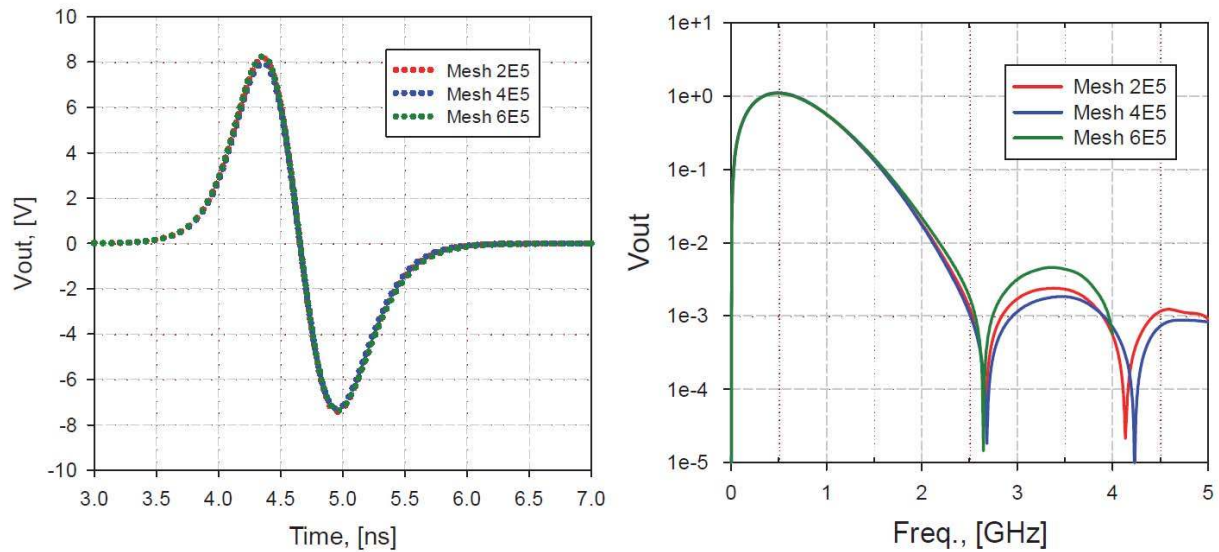 10
8
6
4
2
0
-2
-4
-6
-8
-10
Vout, [V]
3.0 3.5 4.0 4.5 5.0 5.5 6.0 6.5 7.0
Time, [ns]
Mesh 2E5
Mesh 4E5
Mesh 6E5
1e+1
1e+0
1e-1
1e-2
1e-3
1e-4
1e-5
Vout
0 1 2 3 4 5
Freq., [GHz]
Mesh 2E5
Mesh 4E5
Mesh 6E5